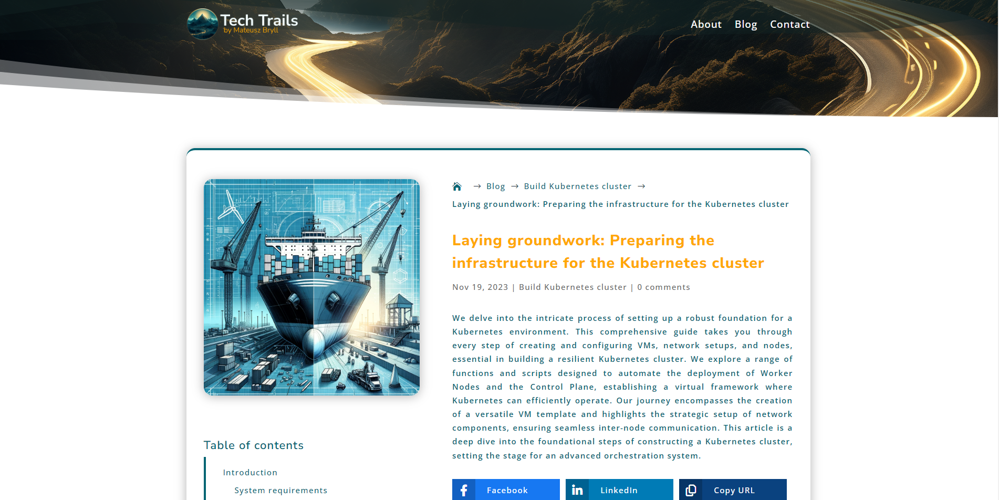 Tech Trails
by Mateusz Bryll
About Blog Contact
→ Blog → Build Kubernetes cluster →
Laying groundwork: Preparing the infrastructure for the Kubernetes cluster
Laying groundwork: Preparing the
infrastructure for the Kubernetes cluster
Nov 19, 2023 | Build Kubernetes cluster | 0 comments
We delve into the intricate process of setting up a robust foundation for a
Kubernetes environment. This comprehensive guide takes you through
every step of creating and configuring VMs, network setups, and nodes,
essential in building a resilient Kubernetes cluster. We explore a range of
functions and scripts designed to automate the deployment of Worker
Nodes and the Control Plane, establishing a virtual framework where
Kubernetes can efficiently operate. Our journey encompasses the creation
of a versatile VM template and highlights the strategic setup of network
components, ensuring seamless inter-node communication. This article is a
deep dive into the foundational steps of constructing a Kubernetes cluster,
setting the stage for an advanced orchestration system.
Facebook
LinkedIn
Copy URL
Table of contents
Introduction
System requirements